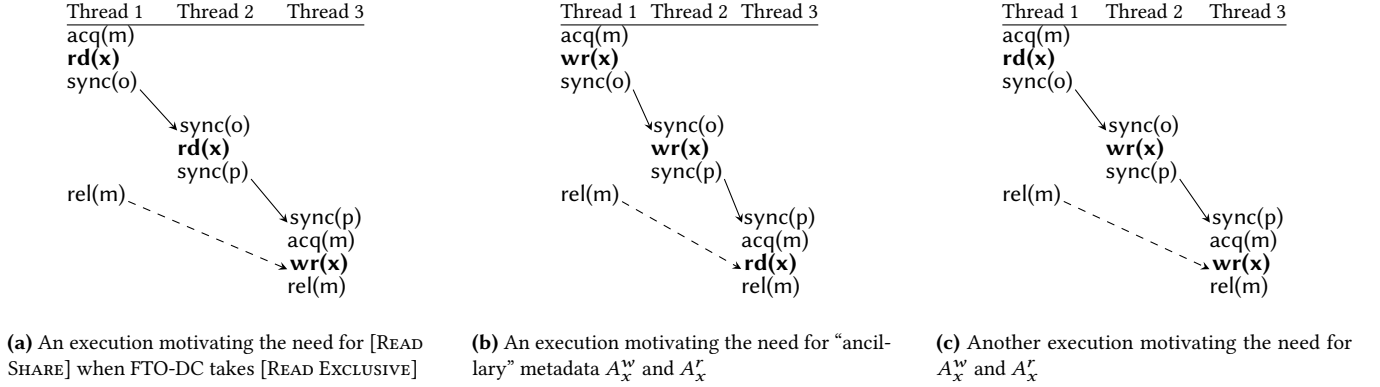 Thread 1 Thread 2 Thread 3
acq(m)
rd(x)
sync(o)
sync(o)
rd(x)
sync(p)
rel(m)
sync(p)
acq(m)
wr(x)
rel(m)
(a) An execution motivating the need for [Read
Share] when FTO-DC takes [Read Exclusive]
Thread 1 Thread 2 Thread 3
acq(m)
wr(x)
sync(o)
sync(o)
wr(x)
sync(p)
rel(m)
sync(p)
acq(m)
rd(x)
rel(m)
(b) An execution motivating the need for “ancil-
lary” metadata A_x^w and A_x^r
Thread 1 Thread 2 Thread 3
acq(m)
rd(x)
sync(o)
sync(o)
wr(x)
sync(p)
rel(m)
sync(p)
acq(m)
wr(x)
rel(m)
(c) Another execution motivating the need for
A_x^w and A_x^r